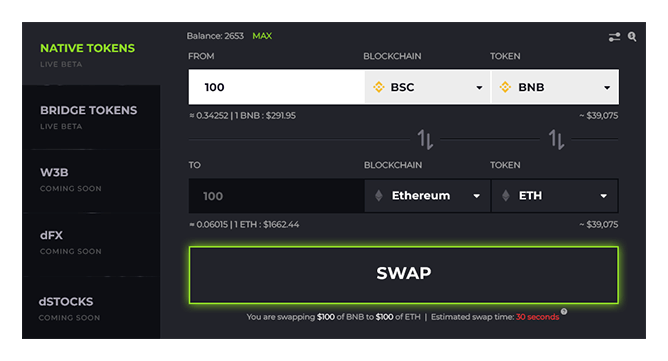 NATIVE TOKENS
LIVE BETA
BRIDGE TOKENS
LIVE BETA
W3B
COMING SOON
dFX
COMING SOON
dSTOCKS
COMING SOON
Balance: 2653 MAX
FROM BLOCKCHAIN TOKEN
100 BSC BNB
≈ 0.34252 | 1 BNB : $291.95 ~ $39,075
TO BLOCKCHAIN TOKEN
100 Ethereum ETH
≈ 0.06015 | 1 ETH : $1662.44 ~ $39,075
SWAP
You are swapping $100 of BNB to $100 of ETH | Estimated swap time: 30 seconds ?